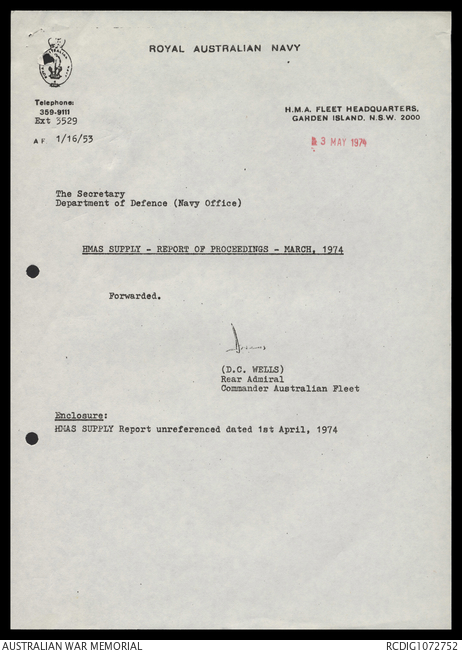 ROYAL AUSTRALIAN NAVY
Telephone:
359-9111
Ext 3529
AF 1/16/53
H.M.A. FLEET HEADQUARTERS,
GARDEN ISLAND, N.S.W. 2000
3 MAY 1974
The Secretary
Department of Defence (Navy Office)
HMAS SUPPLY - REPORT OF PROCEEDINGS - MARCH, 1974
Forwarded.
(D.C. WELLS)
Rear Admiral
Commander Australian Fleet
Enclosure:
HMAS SUPPLY Report unreferenced dated 1st April, 1974
AUSTRALIAN WAR MEMORIAL
RCDIG1072752